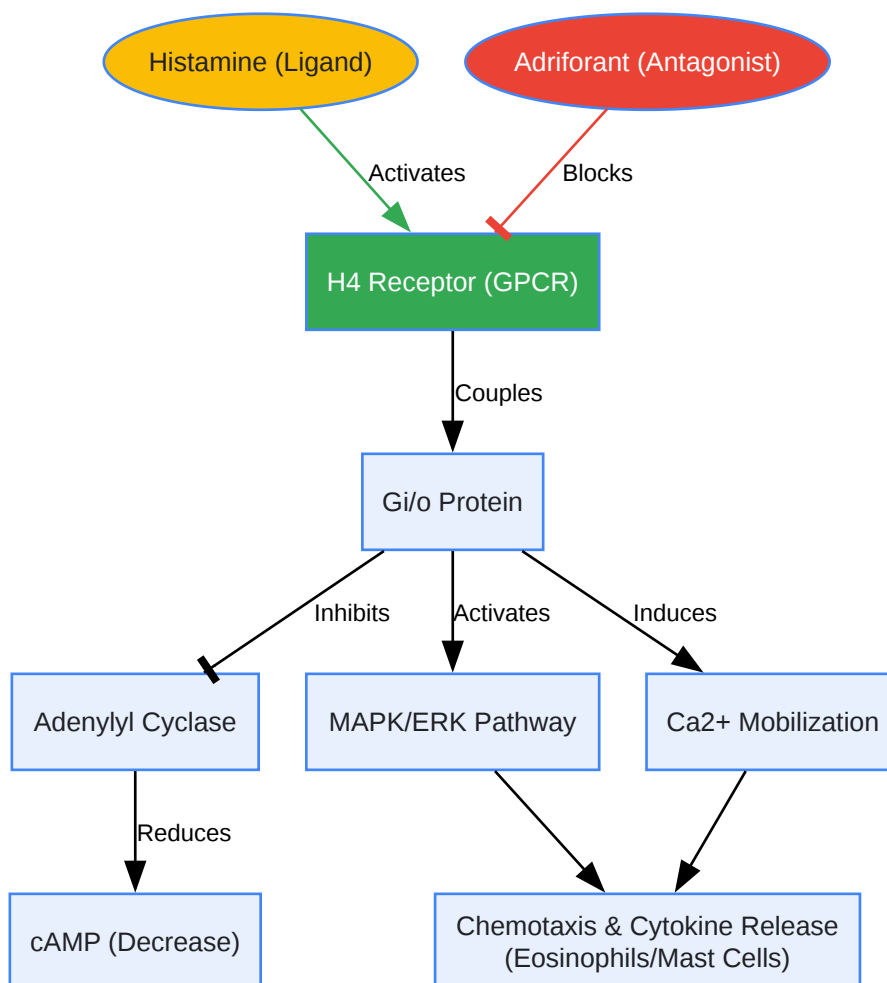 Histamine (Ligand)
Adriforant (Antagonist)
Activates
Blocks
H4 Receptor (GPCR)
Couples
Gi/o Protein
Inhibits
Activates
Induces
Adenylyl Cyclase
MAPK/ERK Pathway
Ca2+ Mobilization
Reduces
cAMP (Decrease)
Chemotaxis & Cytokine Release
(Eosinophils/Mast Cells)